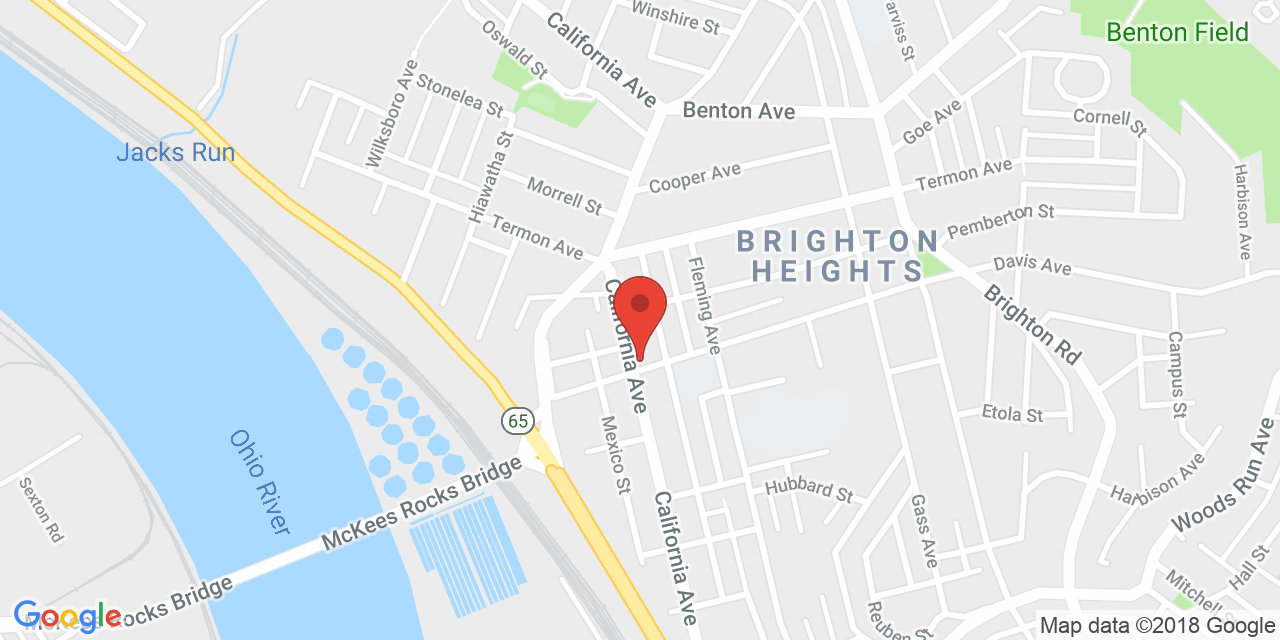 Winshire St
Parviss St
California Ave
Benton Field
Oswald St
Wilksboro Ave
Stonelea St
Benton Ave
Goe Ave
Cornell St
Jacks Run
Hiawatha St
Cooper Ave
Termon Ave
Morrell St
Harbison Ave
Termon Ave
Pemberton St
BRIGHTON
HEIGHTS
Davis Ave
Fleming Ave
California Ave
Brighton Rd
Campus St
65
Etola St
Mexico St
Ohio River
McKees Rocks Bridge
Hubbard St
Harbison Ave
Woods Run Ave
Sexton Rd
California Ave
Gass Ave
Hall St
Mitchell
Rocks Bridge
Reuben St
Google
Map data ©2018 Google